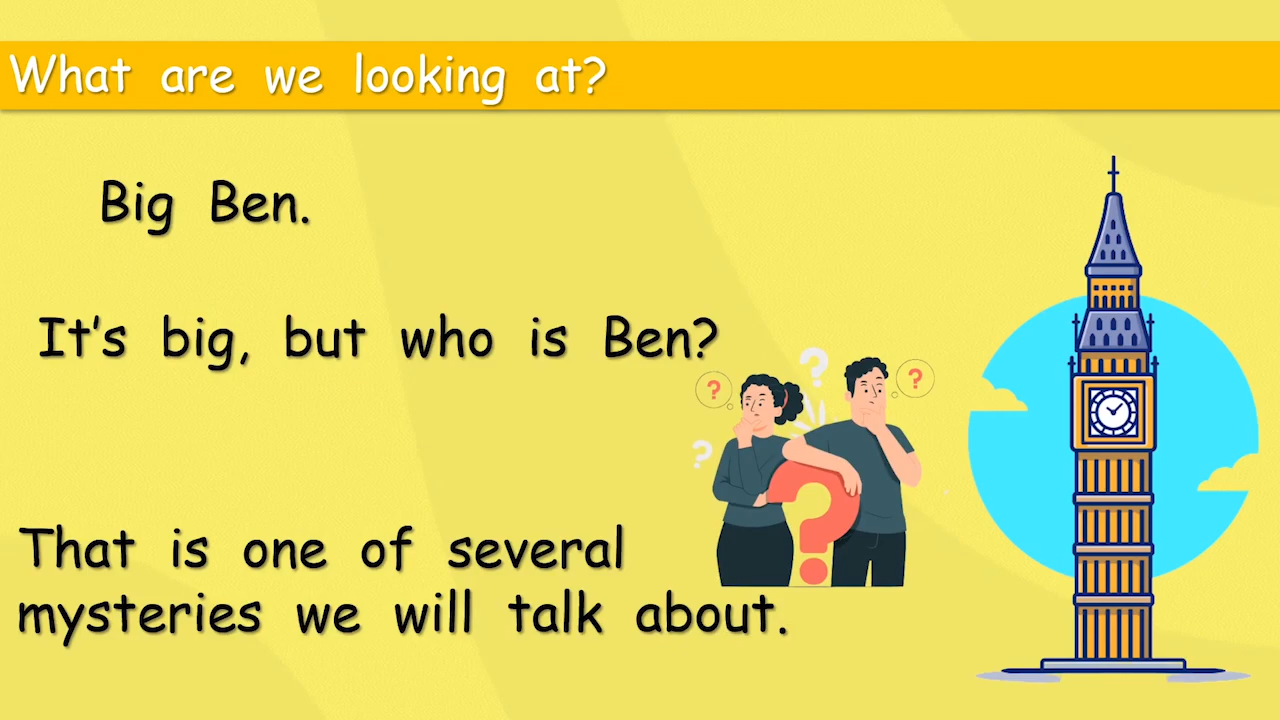 What are we looking at?
Big Ben.
It's big, but who is Ben?
? ? ?
?
?
That is one of several
mysteries we will talk about.